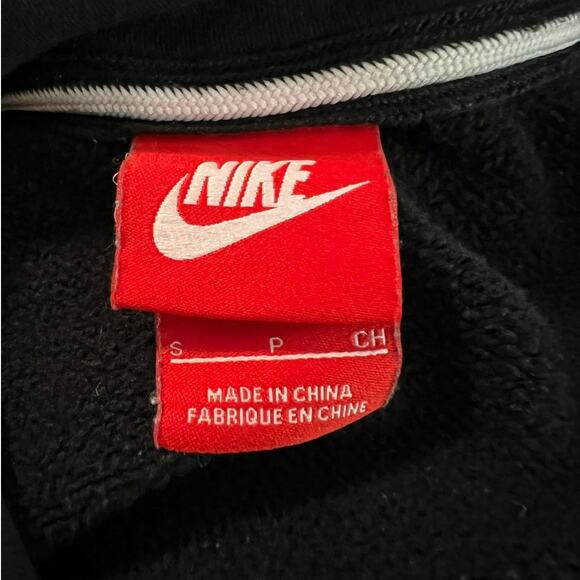 NIKE
S P CH
MADE IN CHINA
FABRIQUE EN CHINE